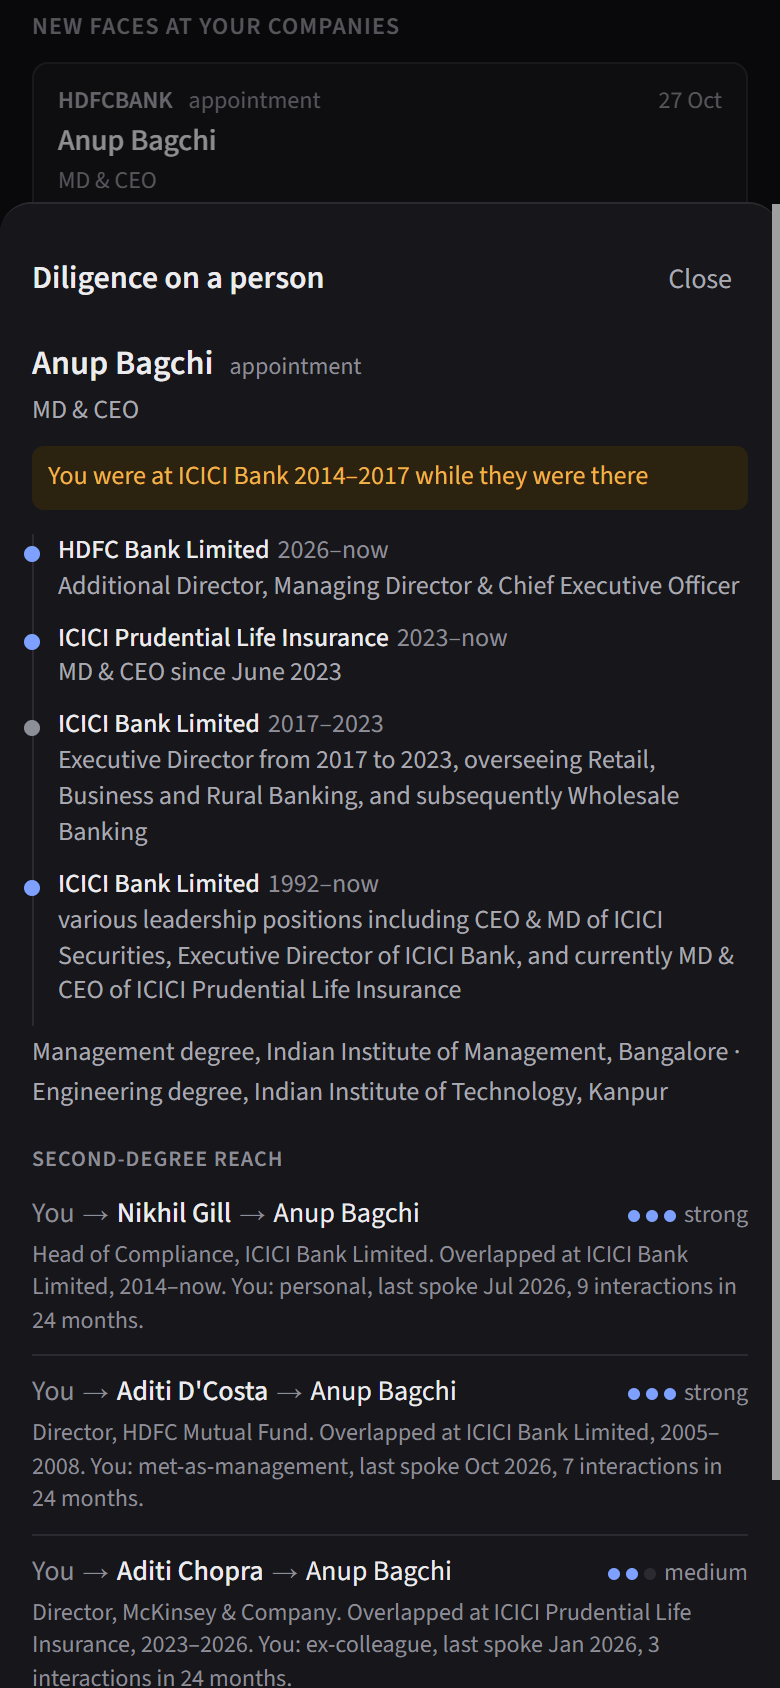 NEW FACES AT YOUR COMPANIES
HDFCBANK appointment 27 Oct
Anup Bagchi
MD & CEO
Diligence on a person Close
Anup Bagchi appointment
MD & CEO
You were at ICICI Bank 2014–2017 while they were there
HDFC Bank Limited 2026–now
Additional Director, Managing Director & Chief Executive Officer
ICICI Prudential Life Insurance 2023–now
MD & CEO since June 2023
ICICI Bank Limited 2017–2023
Executive Director from 2017 to 2023, overseeing Retail,
Business and Rural Banking, and subsequently Wholesale
Banking
ICICI Bank Limited 1992–now
various leadership positions including CEO & MD of ICICI
Securities, Executive Director of ICICI Bank, and currently MD &
CEO of ICICI Prudential Life Insurance
Management degree, Indian Institute of Management, Bangalore ·
Engineering degree, Indian Institute of Technology, Kanpur
SECOND-DEGREE REACH
You → Nikhil Gill → Anup Bagchi strong
Head of Compliance, ICICI Bank Limited. Overlapped at ICICI Bank
Limited, 2014–now. You: personal, last spoke Jul 2026, 9 interactions in
24 months.
You → Aditi D'Costa → Anup Bagchi strong
Director, HDFC Mutual Fund. Overlapped at ICICI Bank Limited, 2005–
2008. You: met-as-management, last spoke Oct 2026, 7 interactions in
24 months.
You → Aditi Chopra → Anup Bagchi medium
Director, McKinsey & Company. Overlapped at ICICI Prudential Life
Insurance, 2023–2026. You: ex-colleague, last spoke Jan 2026, 3
interactions in 24 months.